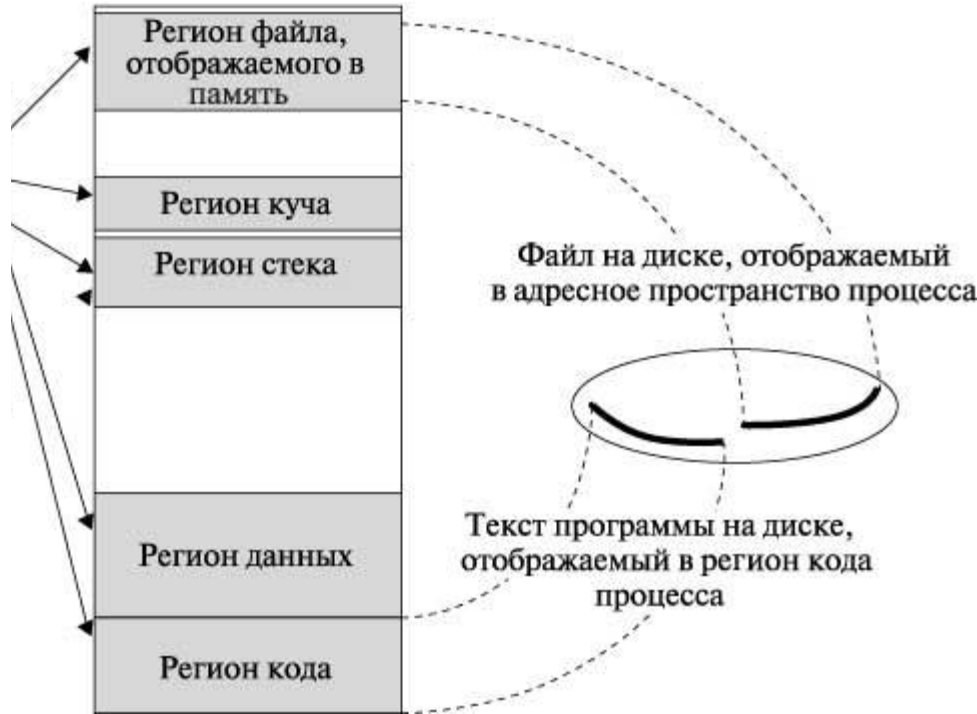 Регион файла,
отображаемого в
память
Регион куча
Регион стека
Файл на диске, отображаемый
в адресное пространство процесса
Регион данных
Текст программы на диске,
отображаемый в регион кода
процесса
Регион кода